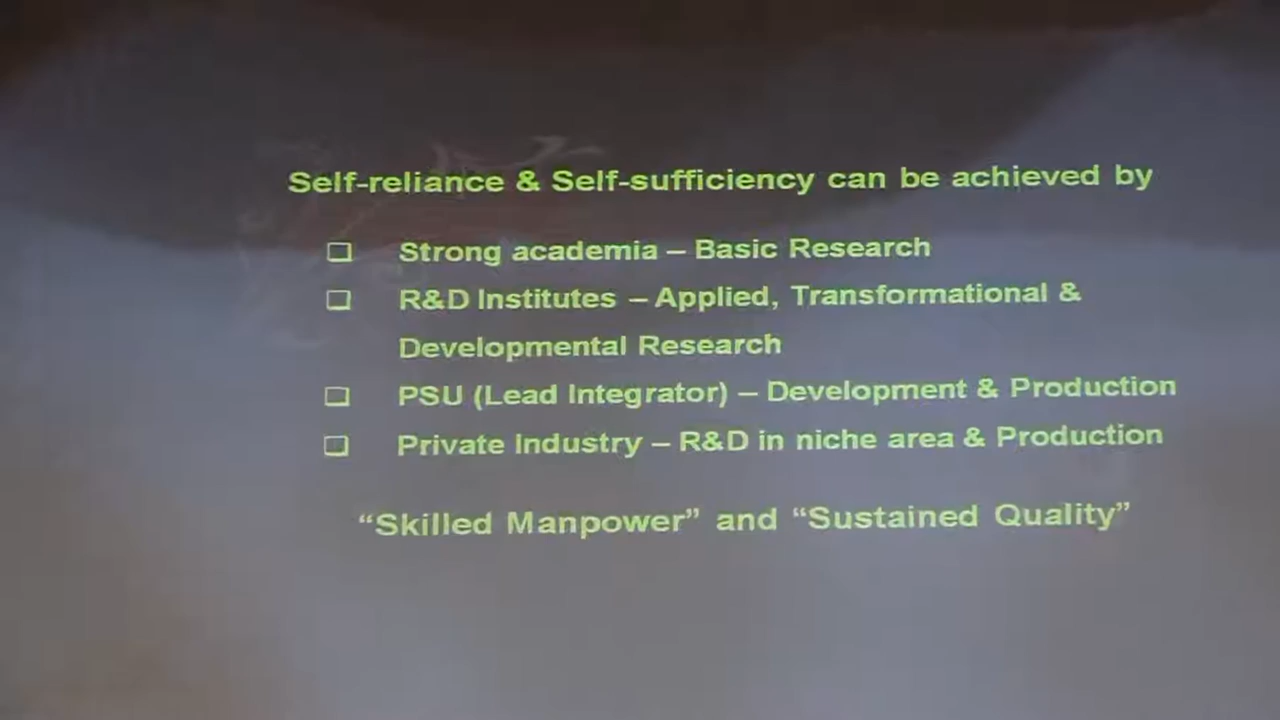 Self-reliance & Self-sufficiency can be achieved by
❑ Strong academia – Basic Research
❑ R&D Institutes – Applied, Transformational &
Developmental Research
❑ PSU (Lead Integrator) – Development & Production
❑ Private Industry – R&D in niche area & Production
“Skilled Manpower” and “Sustained Quality”